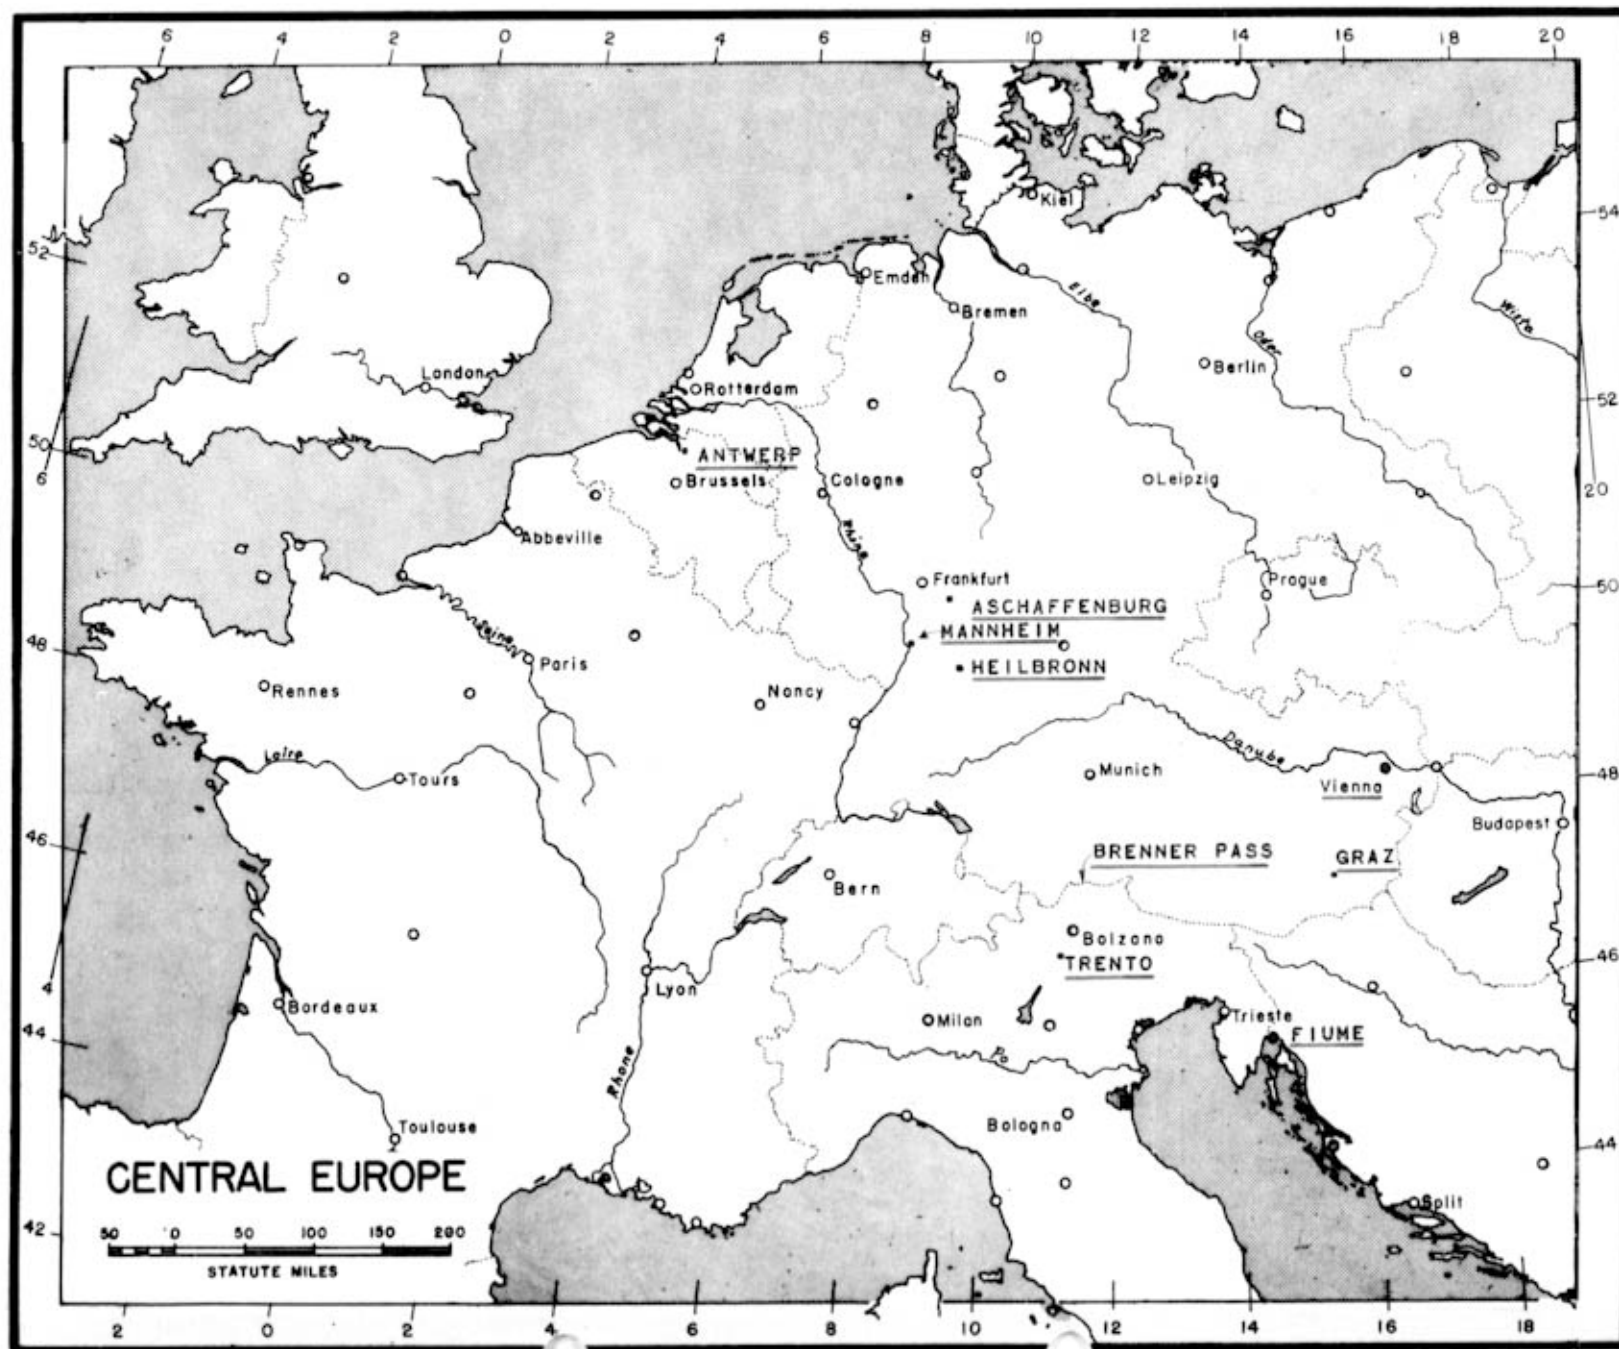 6 4 2 0 2 4 6 8 10 12 14 16 18 20
Kiel
54
52
Emden
Elbe
Bremen
Wisla
Oder
London
Berlin
Rotterdam
52
50
6
ANTWERP
Brussels
Cologne
Leipzig
20
Rhine
Abbeville
Frankfurt
Prague
50
ASCHAFFENBURG
MANNHEIM
48
Seine
Paris
HEILBRONN
Rennes
Nancy
Loire
Danube
Tours
Munich
48
Vienna
Budapest
46
BRENNER PASS
GRAZ
Bern
Bolzano
TRENTO
46
4
Lyon
Bordeaux
Milan
Trieste
FIUME
44
Po
Rhone
Toulouse
Bologna
44
CENTRAL EUROPE
Split
42
50 0 50 100 150 200
STATUTE MILES
2 0 2 4 6 8 10 12 14 16 18